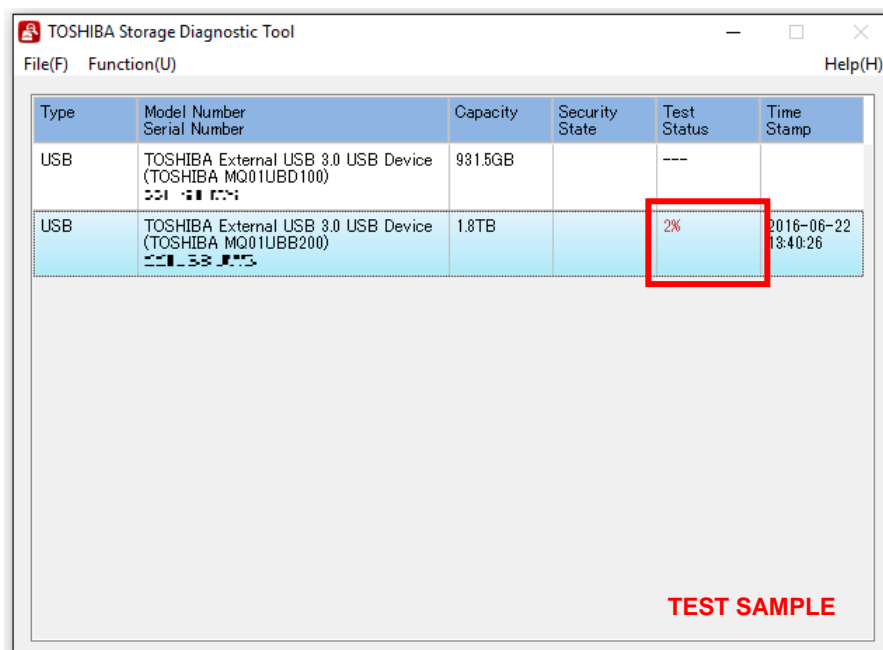 TOSHIBA Storage Diagnostic Tool
File(F) Function(U) Help(H)
Type Model Number Capacity Security Test Time
Serial Number State Status Stamp
USB TOSHIBA External USB 3.0 USB Device 931.5GB ---
(TOSHIBA MQ01UBD100)
USB TOSHIBA External USB 3.0 USB Device 1.8TB 2% 2016-06-22
(TOSHIBA MQ01UBB200) 13:40:26
TEST SAMPLE